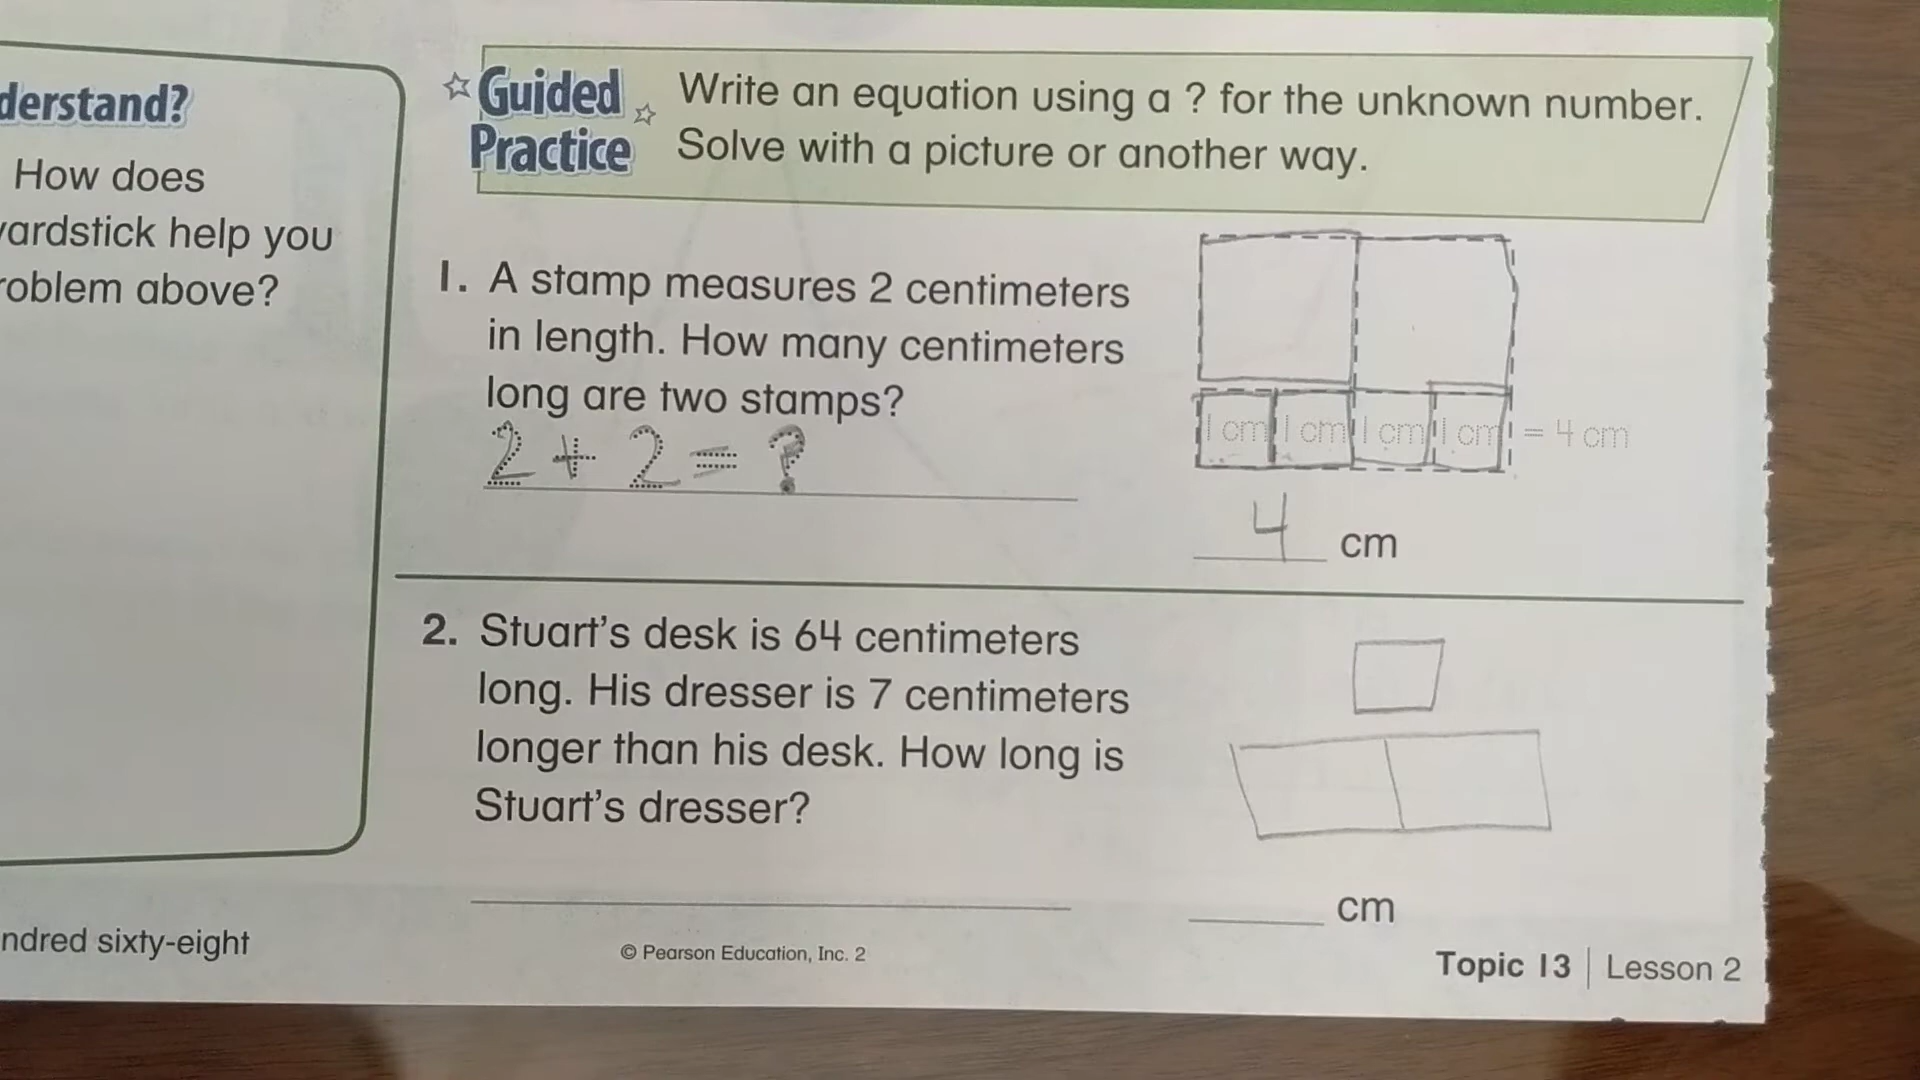 derstand?
How does
yardstick help you
roblem above?
ndred sixty-eight
Guided
Practice
Write an equation using a ? for the unknown number.
Solve with a picture or another way.
1. A stamp measures 2 centimeters
in length. How many centimeters
long are two stamps?
2 + 2 = ?
1 cm 1 cm 1 cm 1 cm = 4 cm
4 cm
2. Stuart's desk is 64 centimeters
long. His dresser is 7 centimeters
longer than his desk. How long is
Stuart's dresser?
cm
© Pearson Education, Inc. 2
Topic 13 | Lesson 2